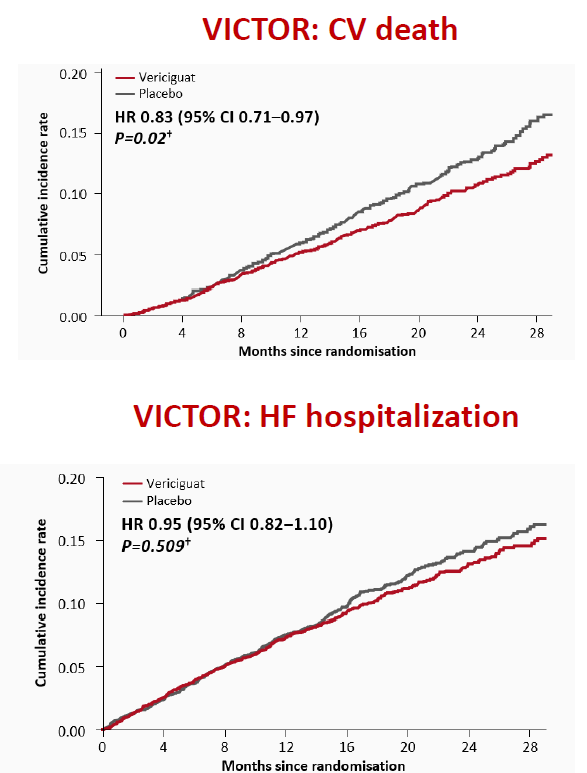 VICTOR: CV death
Cumulative incidence rate
0.20
0.15
0.10
0.05
0.00
Vericiguat
Placebo
HR 0.83 (95% CI 0.71–0.97)
P=0.02†
0 4 8 12 16 20 24 28
Months since randomisation
VICTOR: HF hospitalization
Cumulative incidence rate
0.20
0.15
0.10
0.05
0.00
Vericiguat
Placebo
HR 0.95 (95% CI 0.82–1.10)
P=0.509†
0 4 8 12 16 20 24 28
Months since randomisation